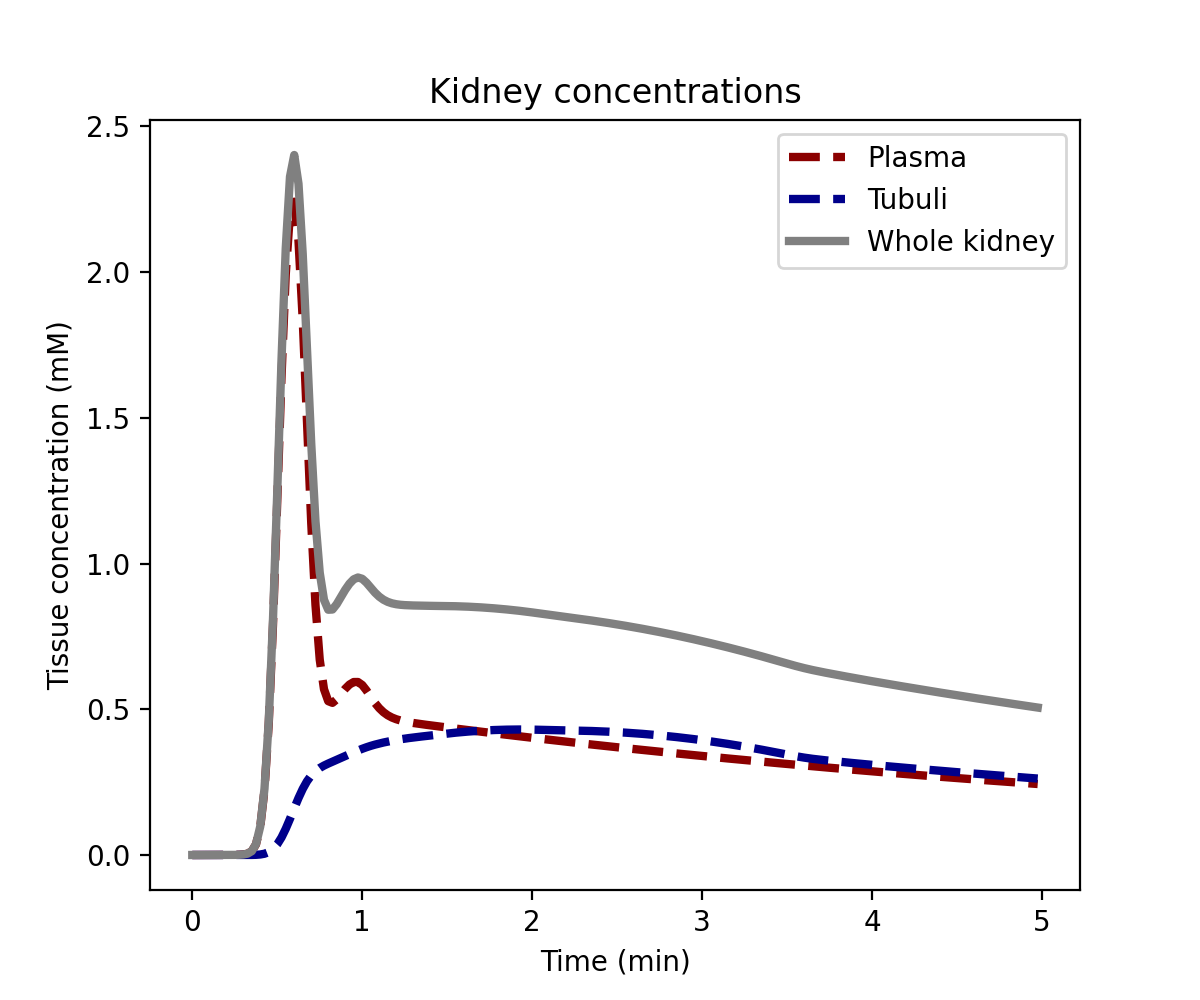 Kidney concentrations
Plasma
Tubuli
Whole kidney
Tissue concentration (mM)
2.5
2.0
1.5
1.0
0.5
0.0
0 1 2 3 4 5
Time (min)